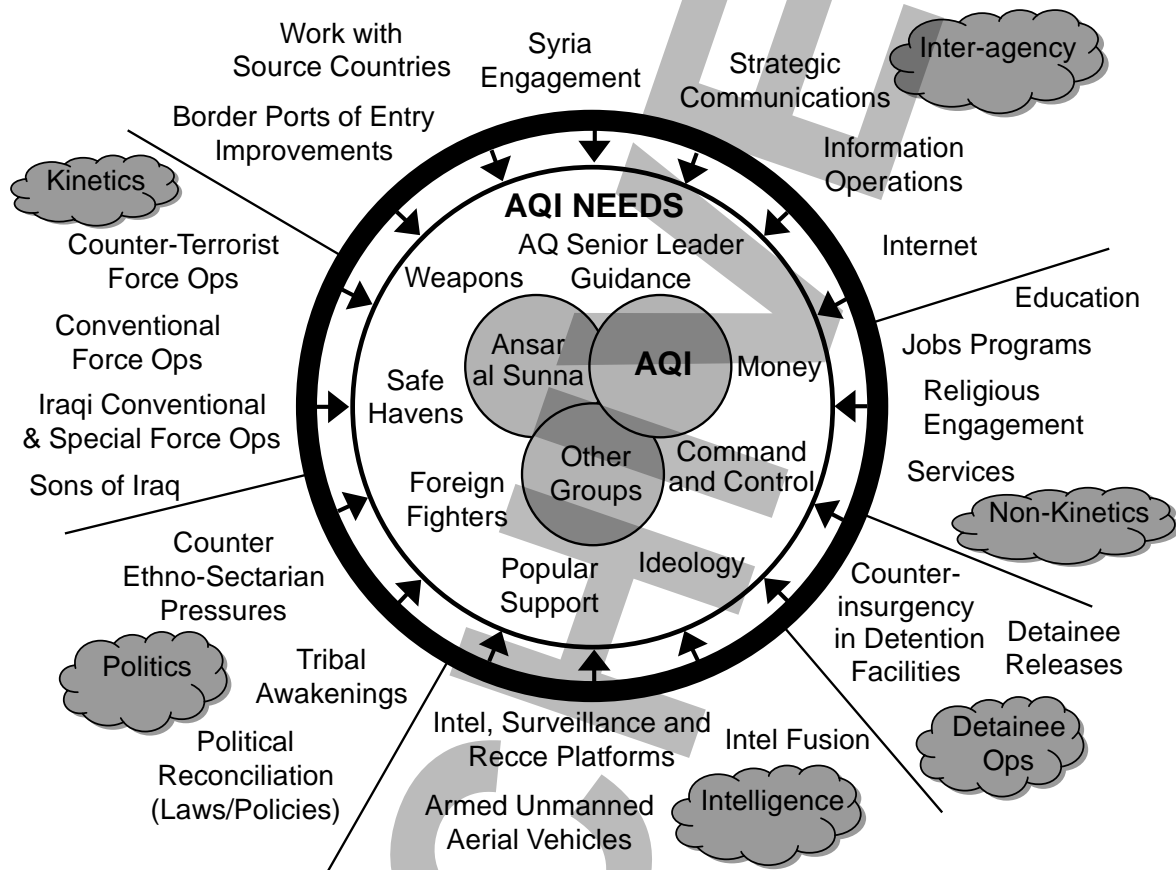 Work with
Source Countries
Syria
Engagement
Strategic
Communications
Inter-agency
Border Ports of Entry
Improvements
Information
Operations
Internet
Kinetics
Counter-Terrorist
Force Ops
Conventional
Force Ops
Iraqi Conventional
& Special Force Ops
Sons of Iraq
AQI NEEDS
AQ Senior Leader
Guidance
Weapons
Ansar
al Sunna
AQI
Money
Safe
Havens
Other
Groups
Command
and Control
Foreign
Fighters
Popular
Support
Ideology
Education
Jobs Programs
Religious
Engagement
Services
Non-Kinetics
Counter
Ethno-Sectarian
Pressures
Politics
Tribal
Awakenings
Political
Reconciliation
(Laws/Policies)
Intel, Surveillance and
Recce Platforms
Intel Fusion
Armed Unmanned
Aerial Vehicles
Intelligence
Counter-
insurgency
in Detention
Facilities
Detainee
Releases
Detainee
Ops